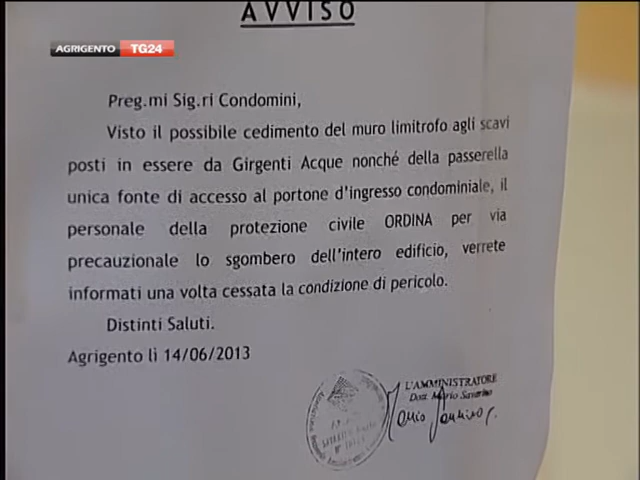 AVVISO
AGRIGENTO TG24
Preg.mi Sig.ri Condomini,
Visto il possibile cedimento del muro limitrofo agli scavi
posti in essere da Girgenti Acque nonché della passerella
unica fonte di accesso al portone d'ingresso condominiale, il
personale della protezione civile ORDINA per via
precauzionale lo sgombero dell'intero edificio, verrete
informati una volta cessata la condizione di pericolo.
Distinti Saluti.
Agrigento lì 14/06/2013
L'AMMINISTRATORE
Dott. Mario